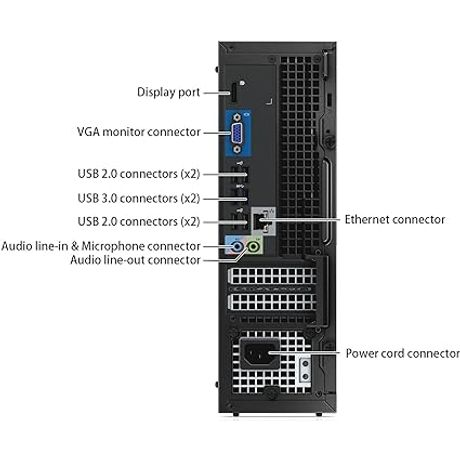 Display port
VGA monitor connector
USB 2.0 connectors (x2)
USB 3.0 connectors (x2)
USB 2.0 connectors (x2)
Ethernet connector
Audio line-in & Microphone connector
Audio line-out connector
Power cord connector